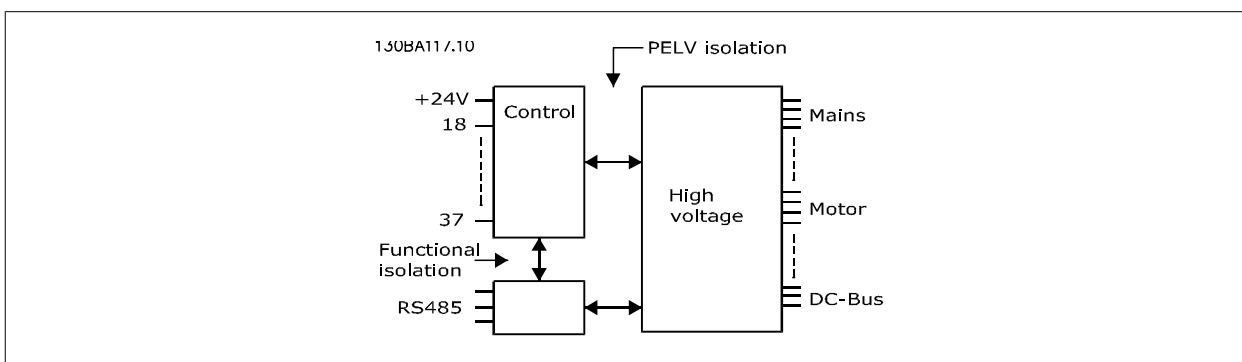 130BA117.10
PELV isolation
+24V
Control
18
Mains
High
voltage
Motor
37
Functional
isolation
RS485
DC-Bus